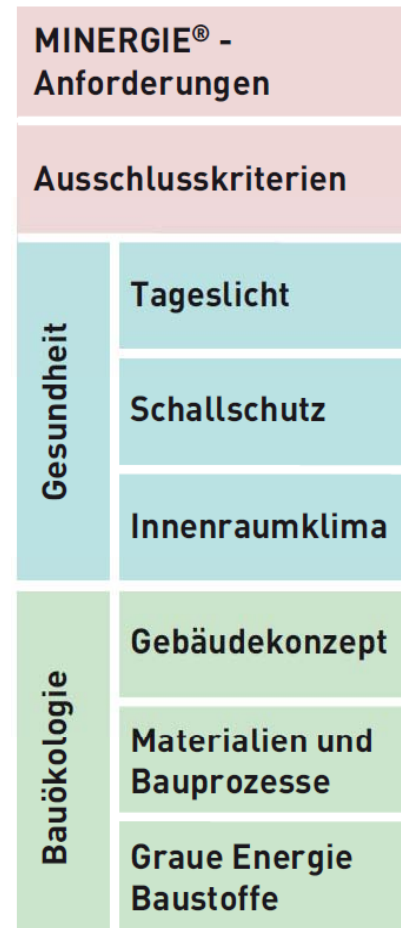 MINERGIE® -
Anforderungen
Ausschlusskriterien
Gesundheit
Tageslicht
Schallschutz
Innenraumklima
Bauökologie
Gebäudekonzept
Materialien und
Bauprozesse
Graue Energie
Baustoffe